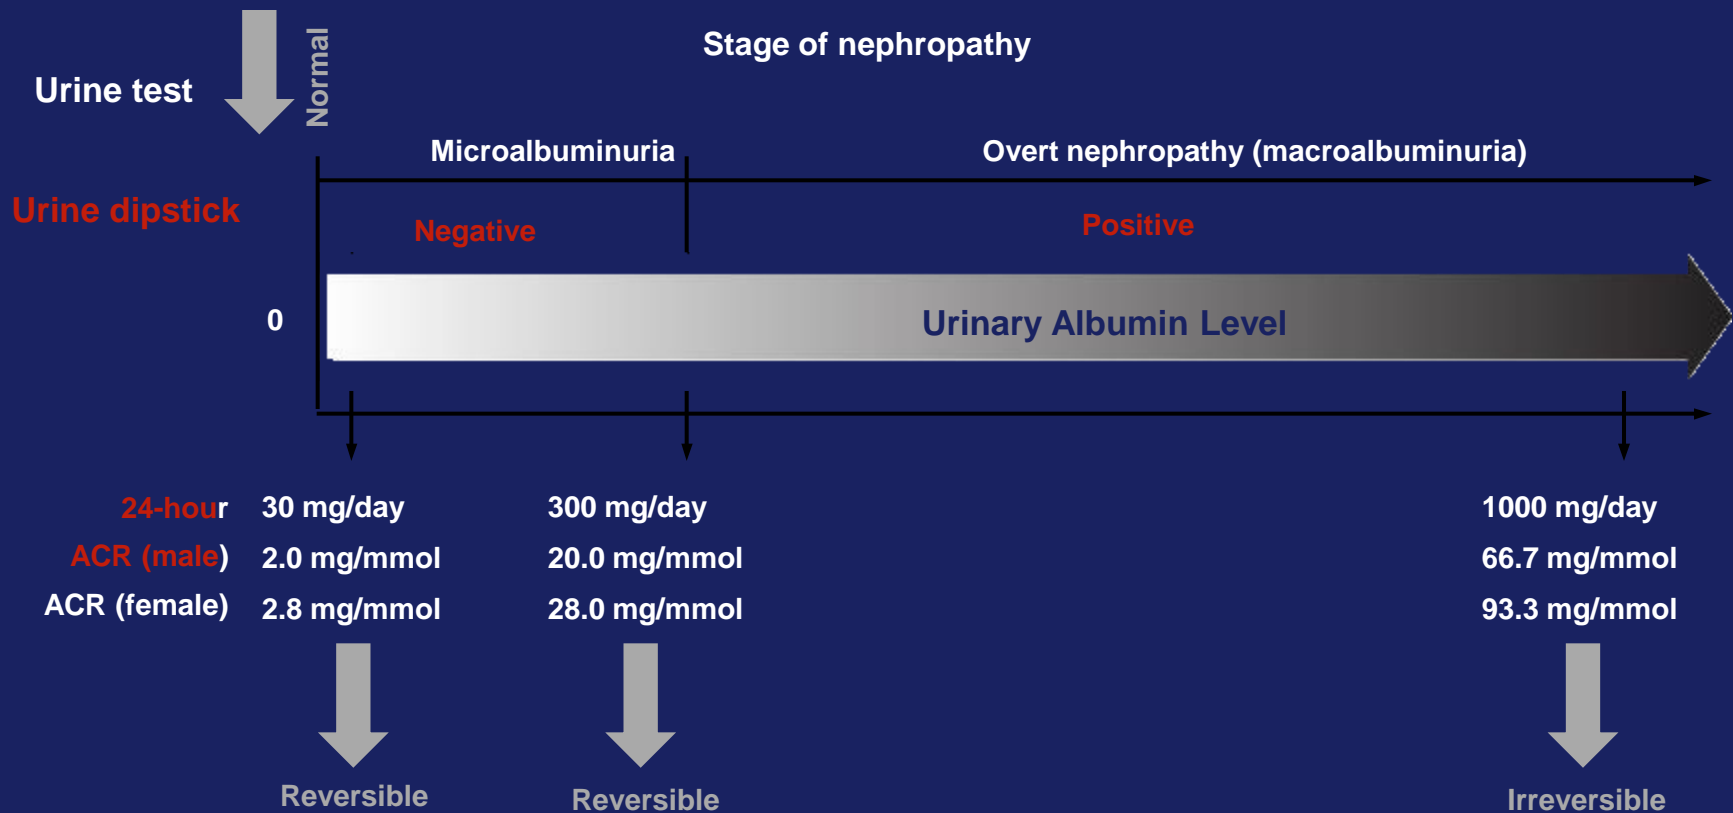 Stage of nephropathy
Normal
Urine test
Microalbuminuria
Overt nephropathy (macroalbuminuria)
Urine dipstick
Negative
Positive
0
Urinary Albumin Level
24-hour 30 mg/day 300 mg/day 1000 mg/day
ACR (male) 2.0 mg/mmol 20.0 mg/mmol 66.7 mg/mmol
ACR (female) 2.8 mg/mmol 28.0 mg/mmol 93.3 mg/mmol
Reversible Reversible Irreversible